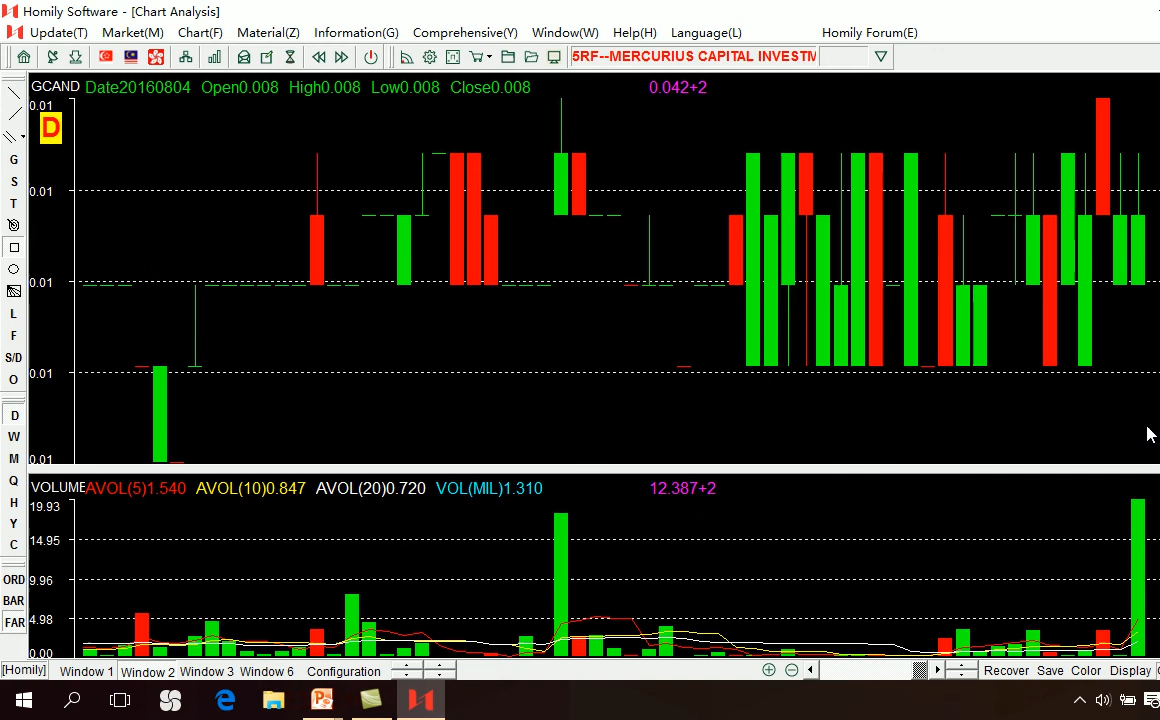 Homily Software - [Chart Analysis]
Update(T) Market(M) Chart(F) Material(Z) Information(G) Comprehensive(Y) Window(W) Help(H) Language(L) Homily Forum(E)
5RF--MERCURIUS CAPITAL INVESTM
GCAND Date20160804 Open0.008 High0.008 Low0.008 Close0.008 0.042+2
0.01
D
0.01
0.01
0.01
0.01
G
S
T
L
F
S/D
O
D
W
M
Q
H
Y
C
ORD
BAR
FAR
VOLUME AVOL(5)1.540 AVOL(10)0.847 AVOL(20)0.720 VOL(MIL)1.310 12.387+2
19.93
14.95
9.96
4.98
0.00
[Homily] Window 1 Window 2 Window 3 Window 6 Configuration Recover Save Color Display